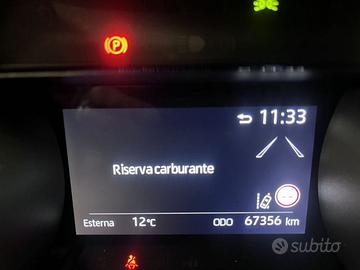 P
11:33
Riserva carburante
Esterna 12°C ODO 67356 km
subito